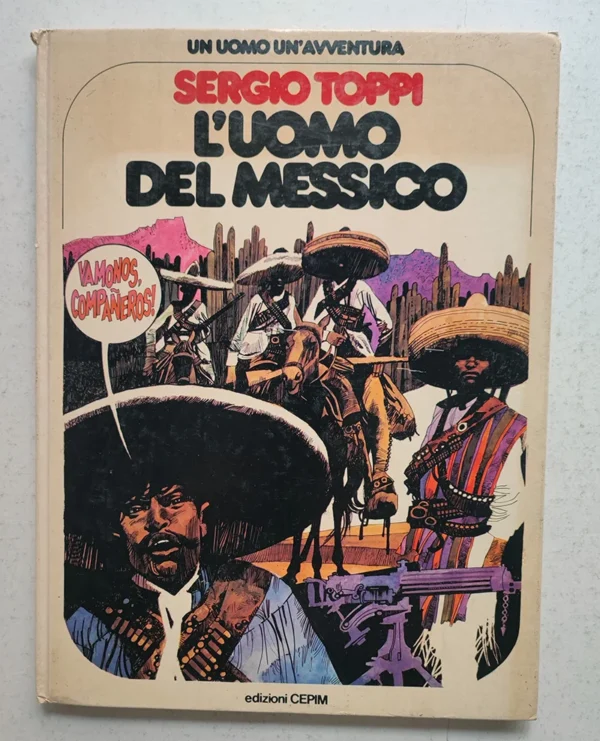 UN UOMO UN'AVVENTURA
SERGIO TOPPI
L'UOMO
DEL MESSICO
VAMONOS,
COMPAÑEROS!
edizioni CEPIM